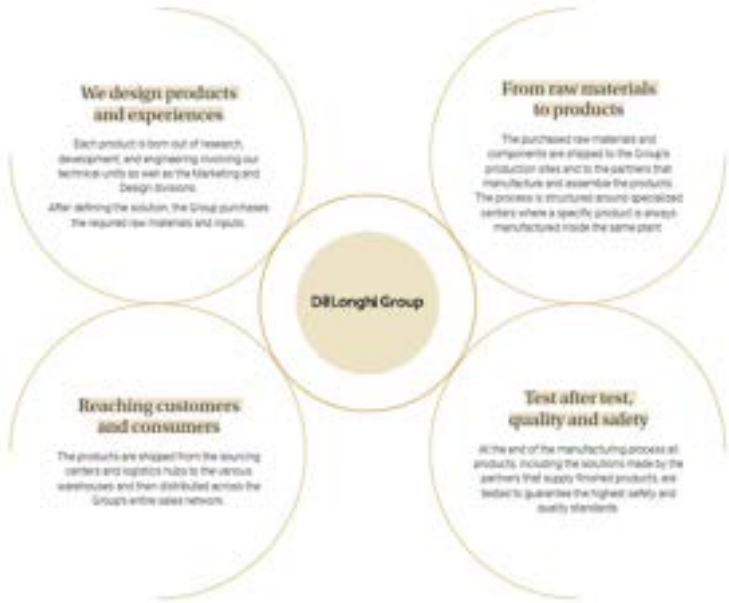 We design products
and experiences
Each product is born out of research,
development, and engineering involving our
technical units as well as the Marketing and
Design divisions.
After defining the solution, the Group purchases
the required raw materials and inputs.
From raw materials
to products
The purchased raw materials and
components are shipped to the Group's
production sites and to the partners that
manufacture and assemble the products.
The process is structured around specialized
centers where a specific product is always
manufactured inside the same plant
De'Longhi Group
Reaching customers
and consumers
The products are shipped from the sourcing
centers and logistics hubs to the various
warehouses and then distributed across the
Group's entire sales network.
Test after test,
quality and safety
At the end of the manufacturing process all
products, including the solutions made by the
partners that supply finished products, are
tested to guarantee the highest safety and
quality standards.